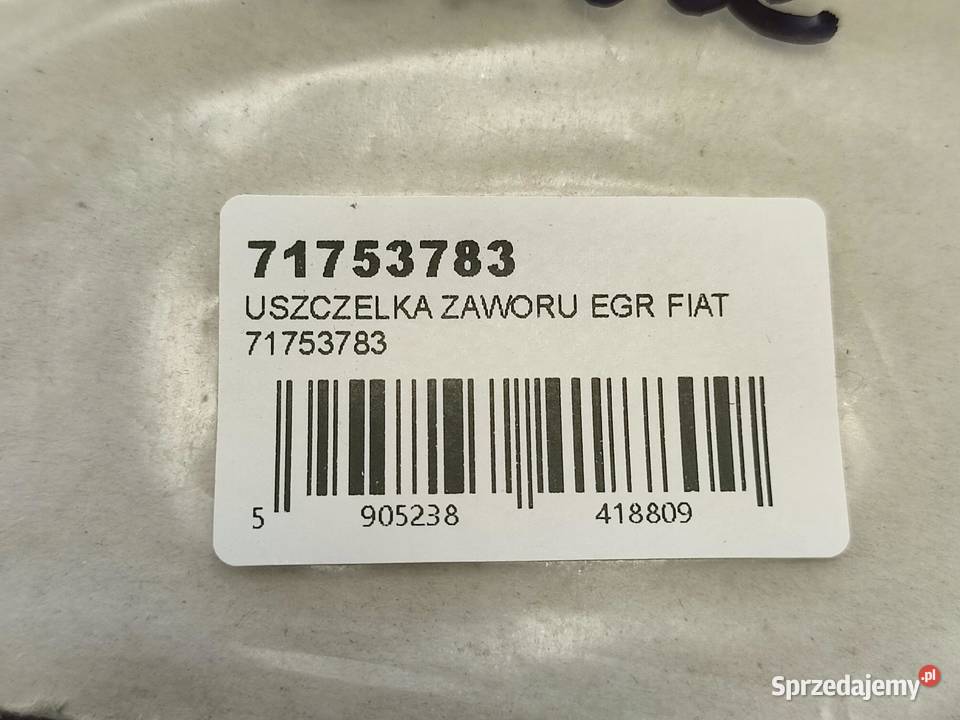 71753783
USZCZELKA ZAWORU EGR FIAT
71753783
5 905238 418809
Sprzedajemy.pl